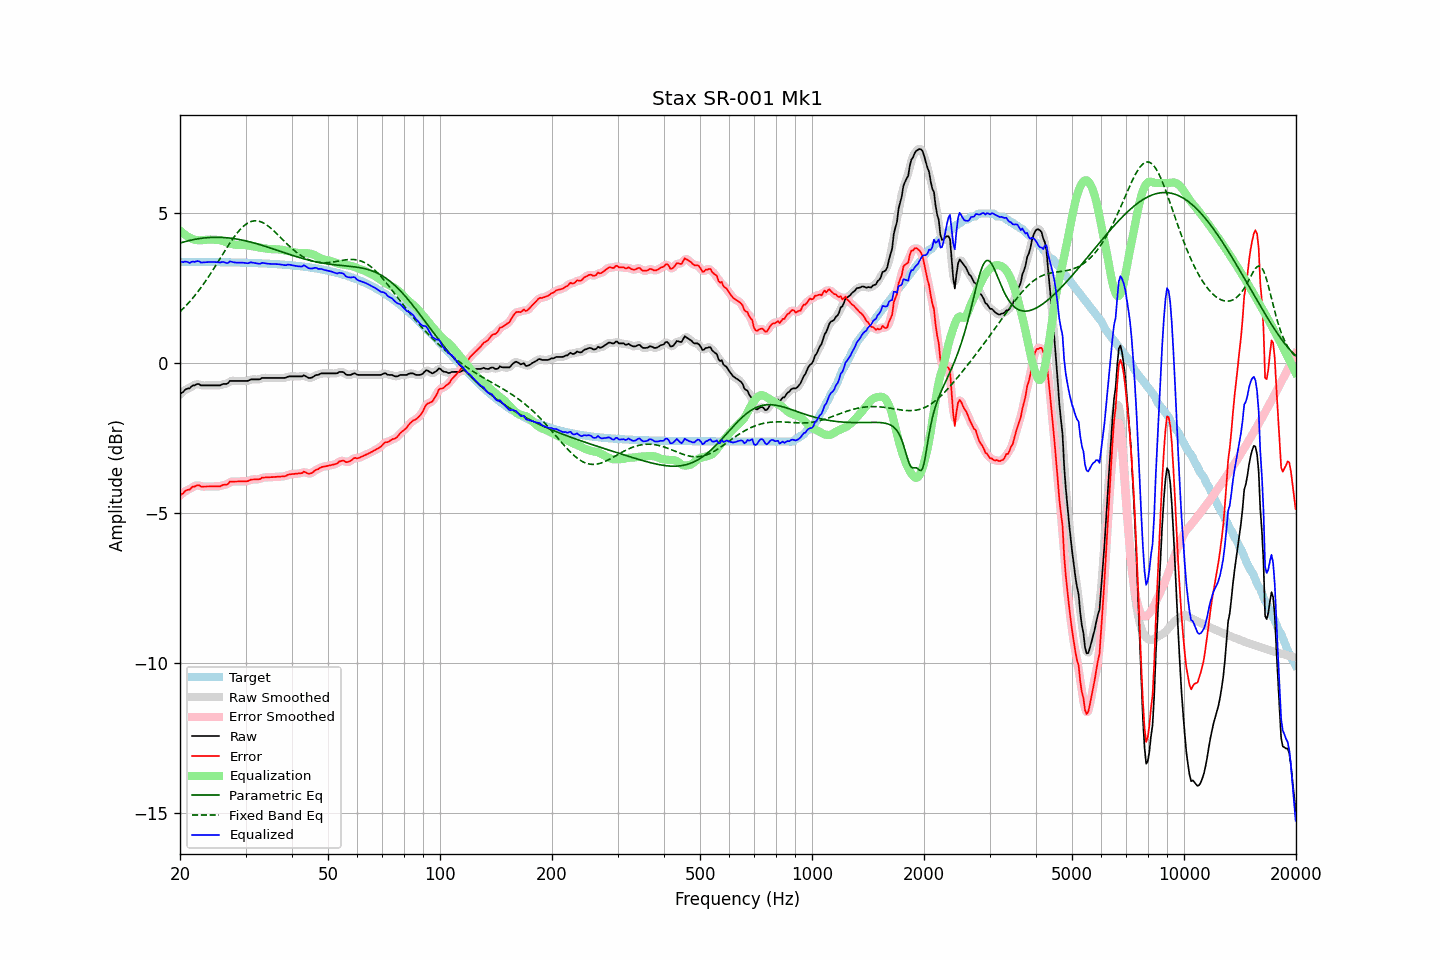 Stax SR-001 Mk1
Amplitude (dBr)
5
0
−5
−10
−15
Target
Raw Smoothed
Error Smoothed
Raw
Error
Equalization
Parametric Eq
Fixed Band Eq
Equalized
20 50 100 200 500 1000 2000 5000 10000 20000
Frequency (Hz)